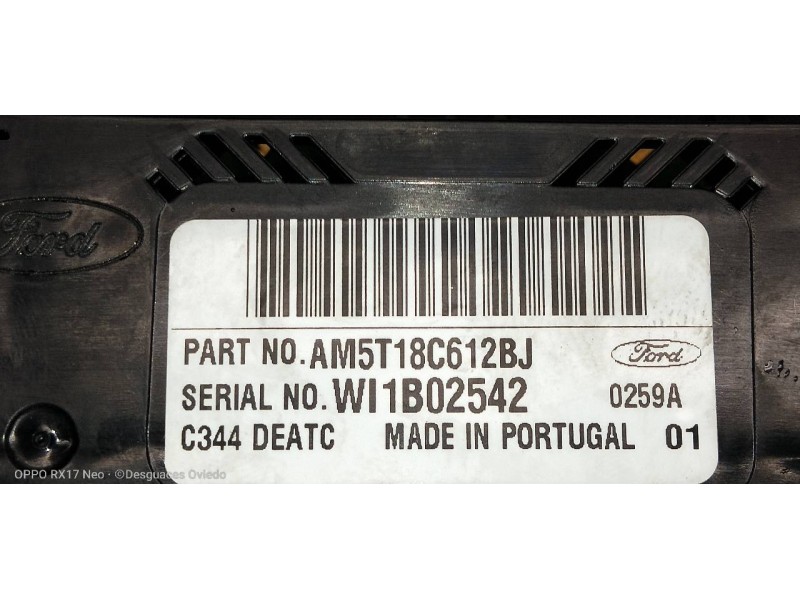 Ford
PART NO. AM5T18C612BJ
Ford
SERIAL NO. WI1B02542
0259A
C344 DEATC MADE IN PORTUGAL 01
OPPO RX17 Neo · ©Desguaces Oviedo